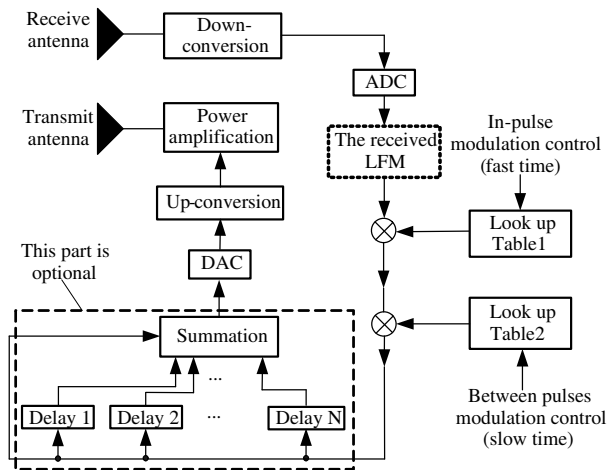 Receive
antenna
Down-
conversion
ADC
Transmit
antenna
Power
amplification
The received
LFM
In-pulse
modulation control
(fast time)
Up-conversion
Look up
Table1
This part is
optional
DAC
Summation
Look up
Table2
...
Delay 1
Delay 2
...
Delay N
Between pulses
modulation control
(slow time)